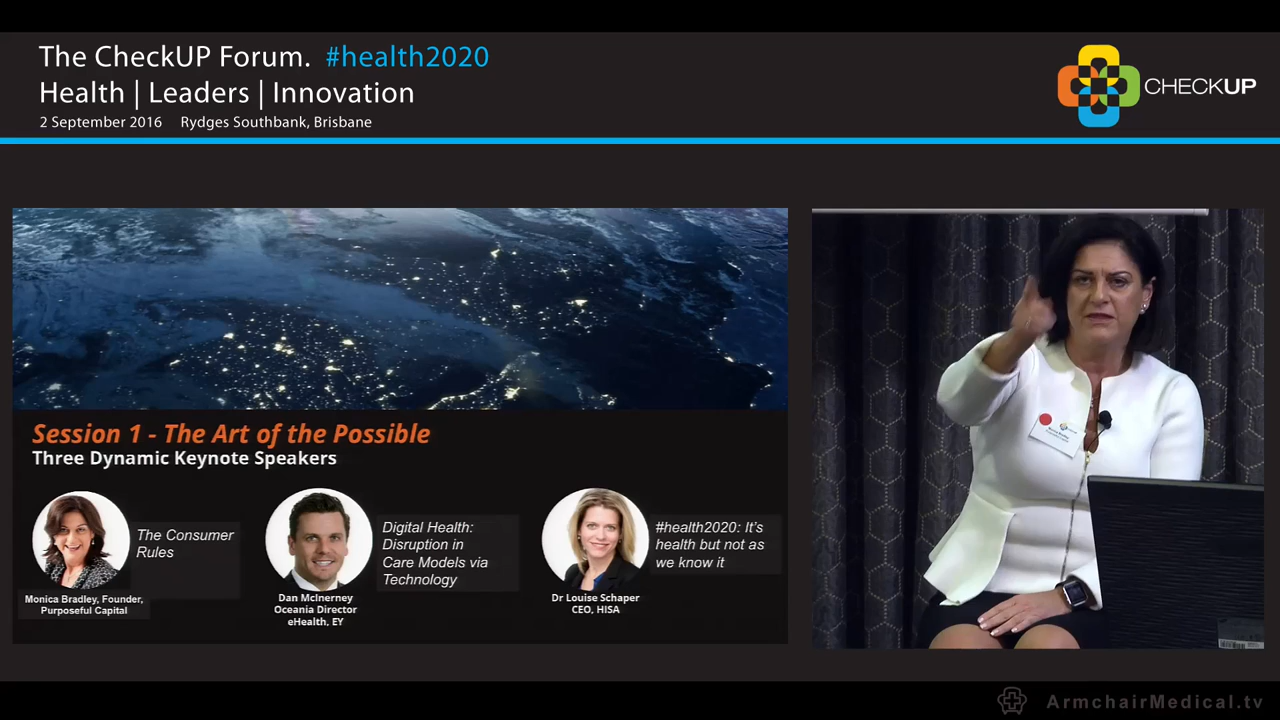 The CheckUP Forum. #health2020
Health | Leaders | Innovation
2 September 2016 Rydges Southbank, Brisbane
CHECKUP
Session 1 - The Art of the Possible
Three Dynamic Keynote Speakers
The Consumer
Rules
Monica Bradley, Founder,
Purposeful Capital
Digital Health:
Disruption in
Care Models via
Technology
Dan McInerney
Oceania Director
eHealth, EY
#health2020: It's
health but not as
we know it
Dr Louise Schaper
CEO, HISA
ArmchairMedical.tv